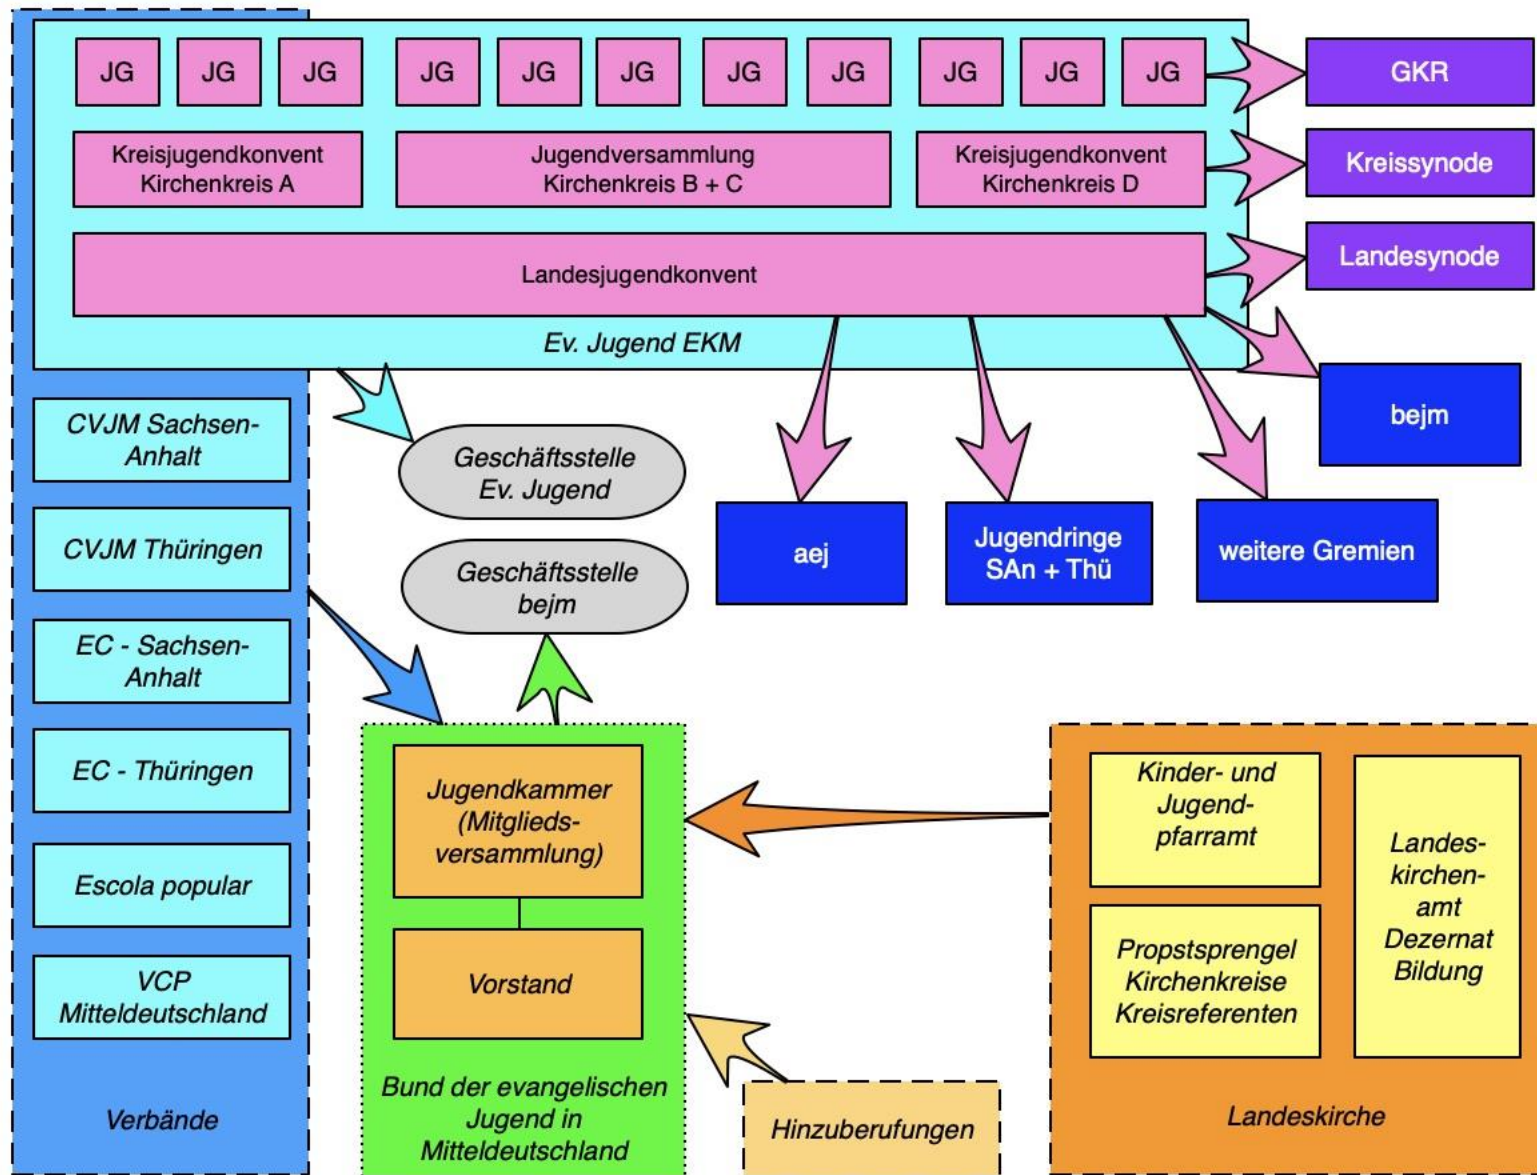 JG
JG
JG
JG
JG
JG
JG
JG
JG
JG
JG
GKR
Kreisjugendkonvent
Kirchenkreis A
Jugendversammlung
Kirchenkreis B + C
Kreisjugendkonvent
Kirchenkreis D
Kreissynode
Landesjugendkonvent
Landesynode
Ev. Jugend EKM
bejm
CVJM Sachsen-
Anhalt
CVJM Thüringen
EC - Sachsen-
Anhalt
EC - Thüringen
Escola popular
VCP
Mitteldeutschland
Verbände
Geschäftsstelle
Ev. Jugend
Geschäftsstelle
bejm
aej
Jugendringe
SAn + Thü
weitere Gremien
Jugendkammer
(Mitglieds-
versammlung)
Vorstand
Bund der evangelischen
Jugend in
Mitteldeutschland
Hinzuberufungen
Kinder- und
Jugend-
pfarramt
Propstsprengel
Kirchenkreise
Kreisreferenten
Landes-
kirchen-
amt
Dezernat
Bildung
Landeskirche